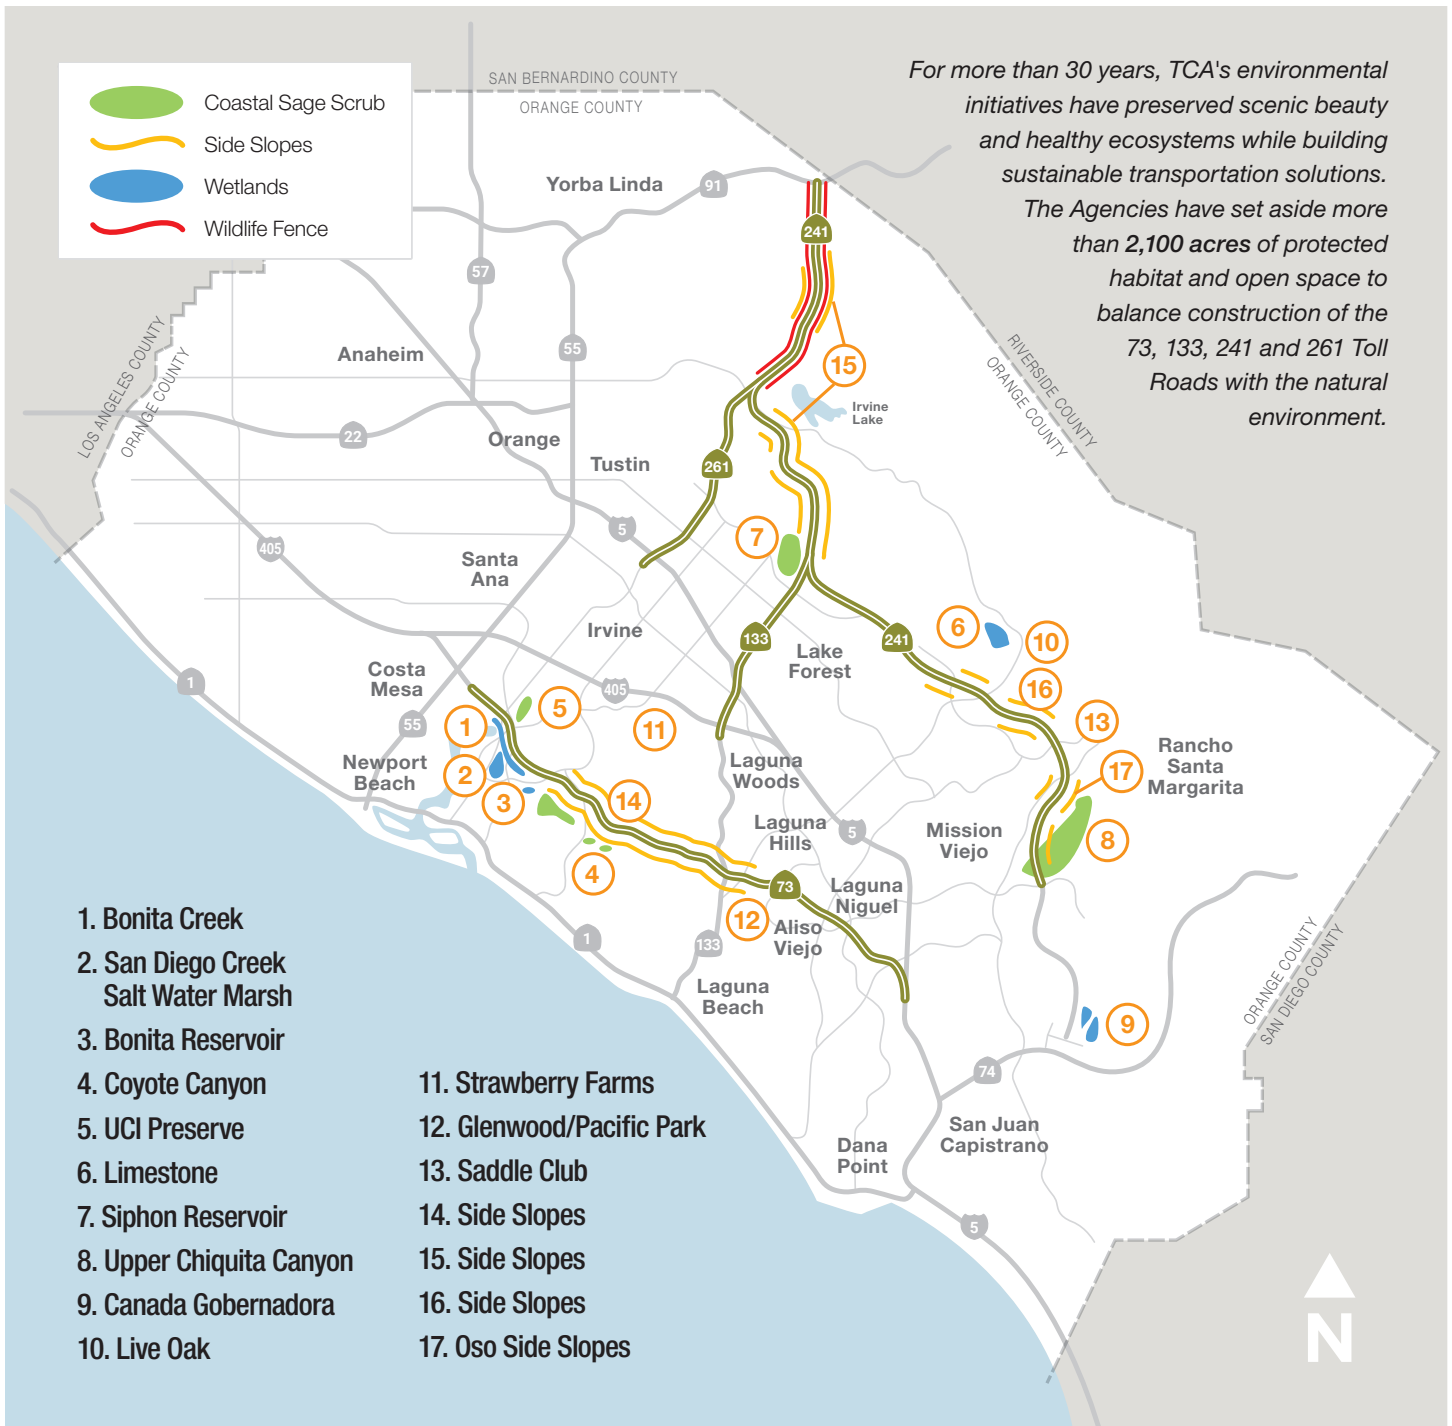 Coastal Sage Scrub
Side Slopes
Wetlands
Wildlife Fence
SAN BERNARDINO COUNTY
ORANGE COUNTY
For more than 30 years, TCA's environmental
initiatives have preserved scenic beauty
and healthy ecosystems while building
sustainable transportation solutions.
The Agencies have set aside more
than 2,100 acres of protected
habitat and open space to
balance construction of the
73, 133, 241 and 261 Toll
Roads with the natural
environment.
Yorba Linda
91
241
57
LOS ANGELES COUNTY
ORANGE COUNTY
Anaheim
55
15
RIVERSIDE COUNTY
ORANGE COUNTY
Irvine
Lake
22
Orange
Tustin
261
5
7
405
Santa
Ana
Irvine
133
Lake
Forest
241
6
10
16
13
Costa
Mesa
1
405
5
11
55
1
Newport
Beach
2
3
14
Laguna
Woods
Rancho
Santa
Margarita
17
Laguna
Hills
5
Mission
Viejo
8
4
73
Laguna
Niguel
12
Aliso
Viejo
1
133
Laguna
Beach
ORANGE COUNTY
SAN DIEGO COUNTY
9
74
San Juan
Capistrano
Dana
Point
5
N
1. Bonita Creek
2. San Diego Creek
Salt Water Marsh
3. Bonita Reservoir
4. Coyote Canyon
5. UCI Preserve
6. Limestone
7. Siphon Reservoir
8. Upper Chiquita Canyon
9. Canada Gobernadora
10. Live Oak
11. Strawberry Farms
12. Glenwood/Pacific Park
13. Saddle Club
14. Side Slopes
15. Side Slopes
16. Side Slopes
17. Oso Side Slopes